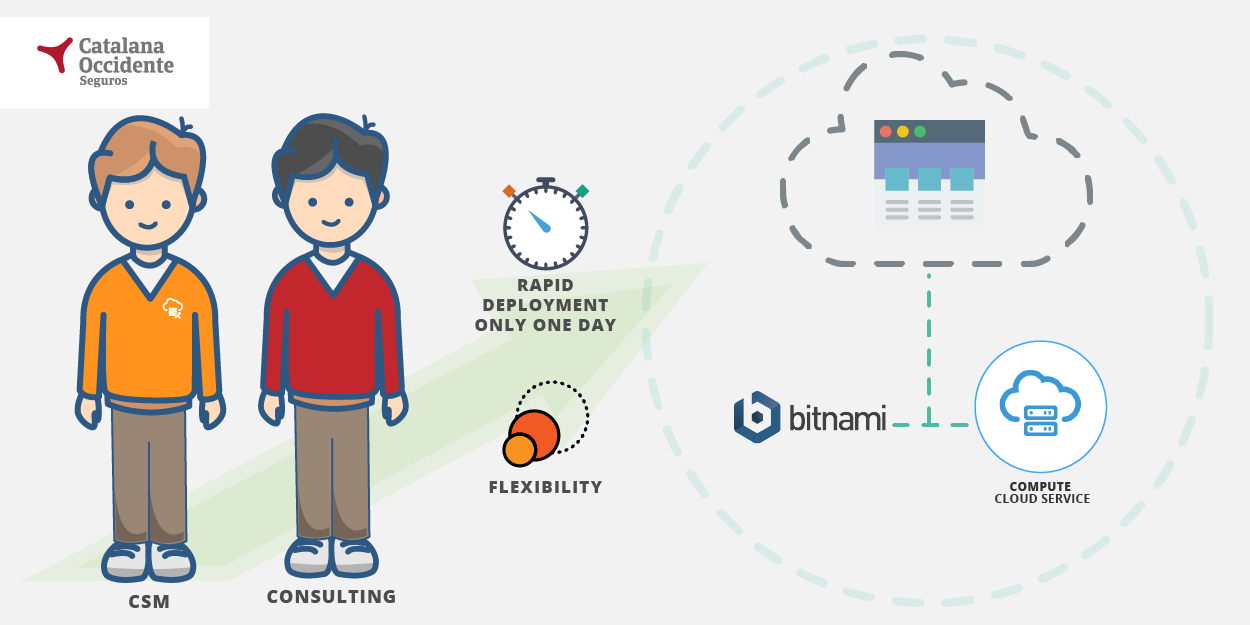 Catalana
Occidente
Seguros
RAPID
DEPLOYMENT
ONLY ONE DAY
FLEXIBILITY
bitnami
COMPUTE
CLOUD SERVICE
CSM
CONSULTING